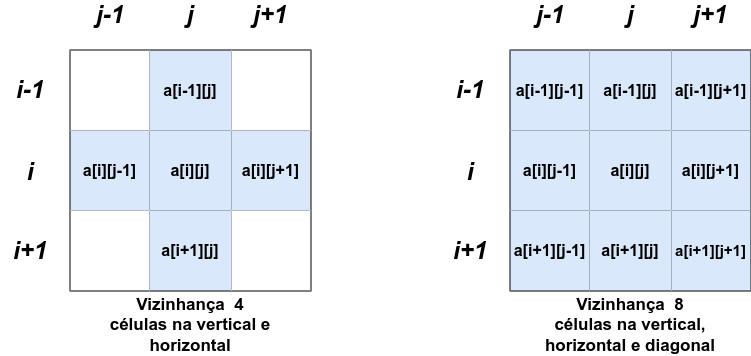 j-1 j j+1
i-1 a[i-1][j]
i a[i][j-1] a[i][j] a[i][j+1]
i+1 a[i+1][j]
Vizinhança 4
células na vertical e
horizontal
j-1 j j+1
i-1 a[i-1][j-1] a[i-1][j] a[i-1][j+1]
i a[i][j-1] a[i][j] a[i][j+1]
i+1 a[i+1][j-1] a[i+1][j] a[i+1][j+1]
Vizinhança 8
células na vertical,
horizontal e diagonal